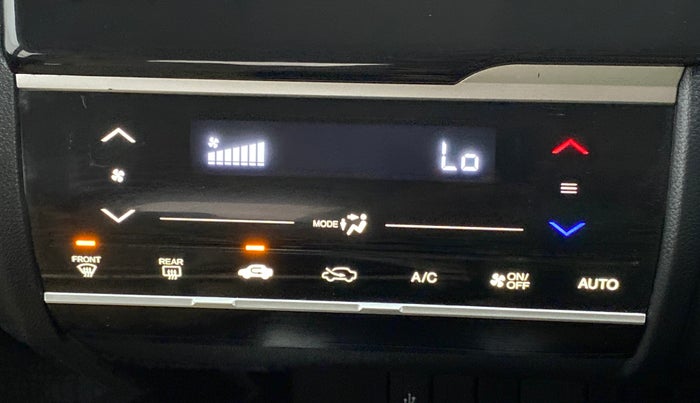 Lo
MODE
FRONT
REAR
A/C
ON/
OFF
AUTO